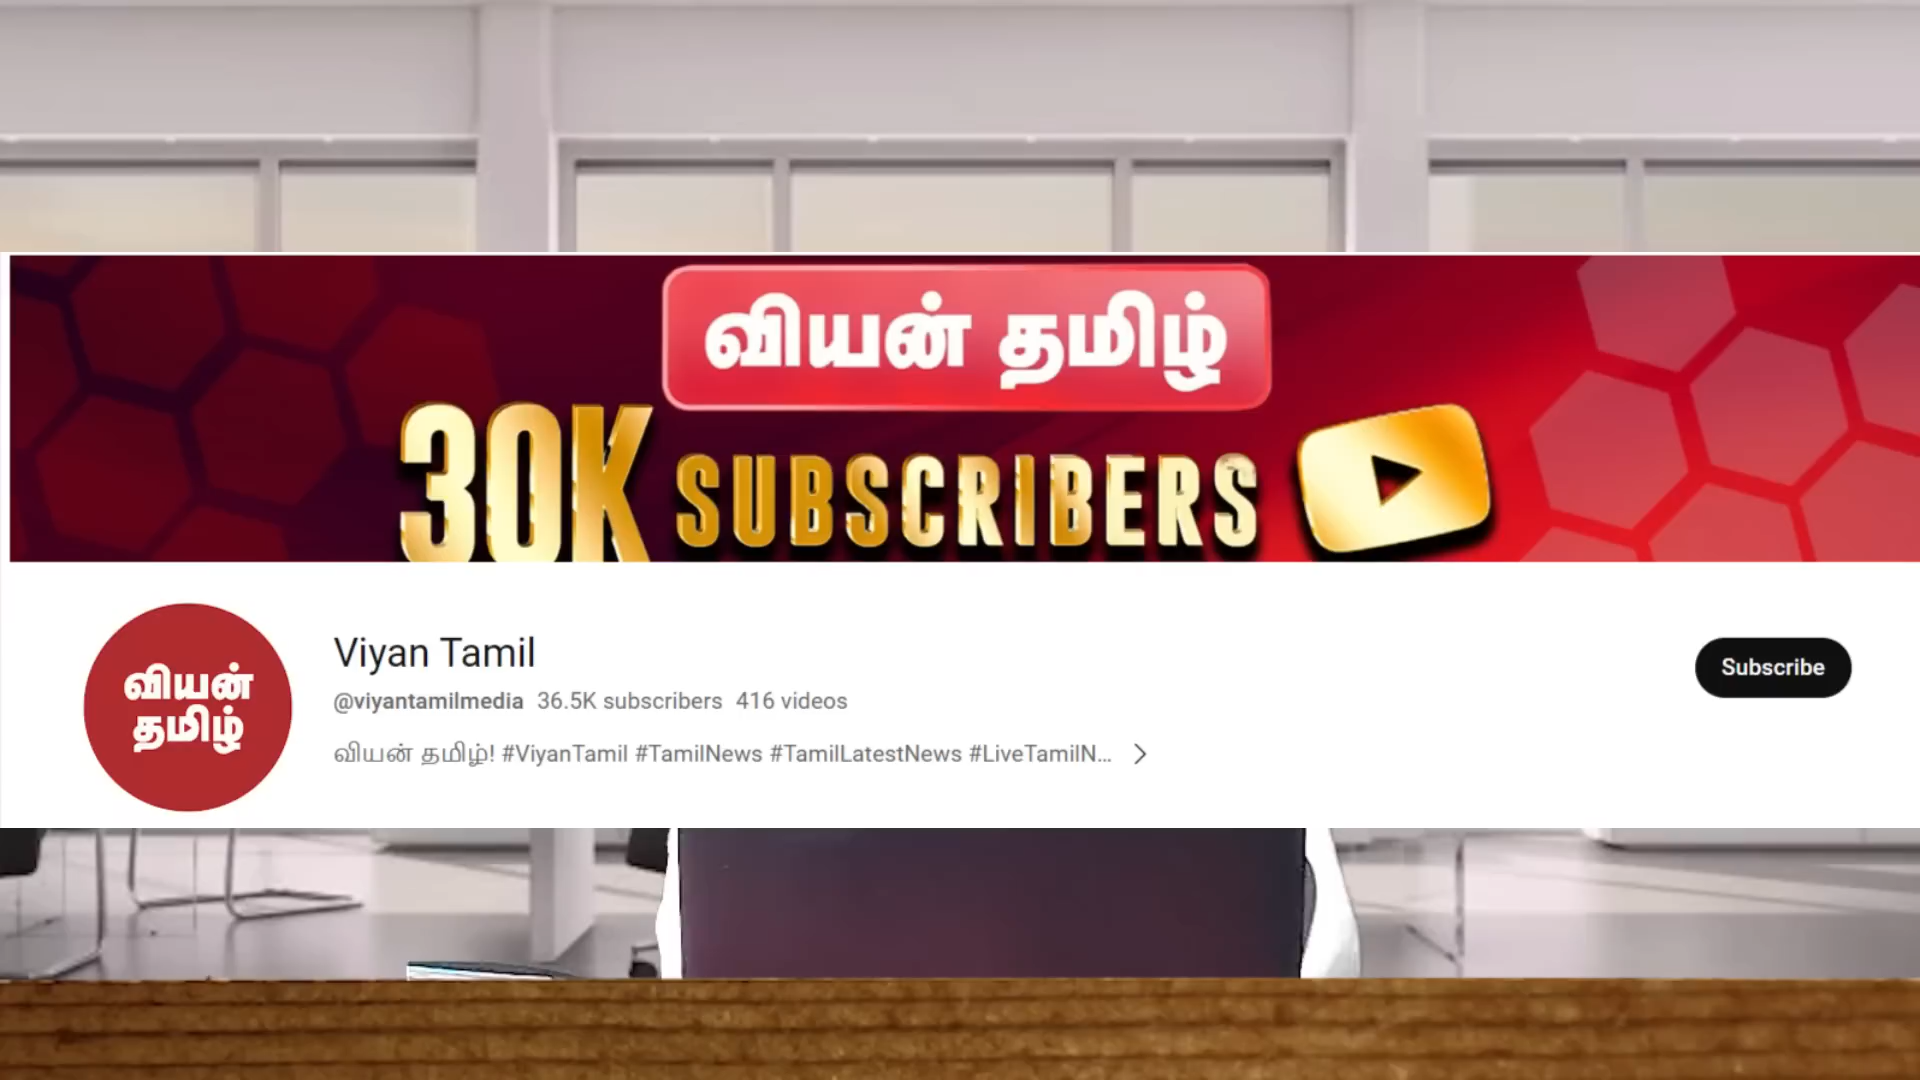 வியன் தமிழ்
30K SUBSCRIBERS
வியன்
தமிழ்
Viyan Tamil
Subscribe
@viyantamilmedia 36.5K subscribers 416 videos
வியன் தமிழ்! #ViyanTamil #TamilNews #TamilLatestNews #LiveTamilN...